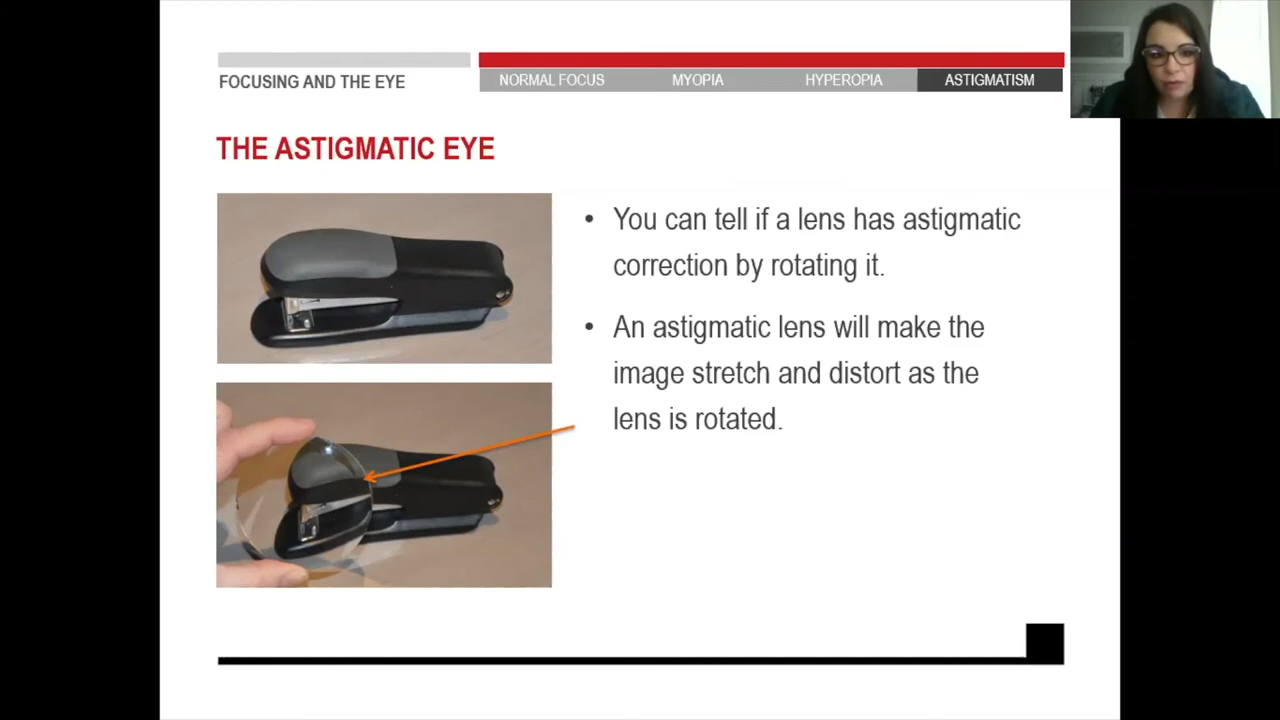 FOCUSING AND THE EYE
NORMAL FOCUS
MYOPIA
HYPEROPIA
ASTIGMATISM
THE ASTIGMATIC EYE
• You can tell if a lens has astigmatic
correction by rotating it.
• An astigmatic lens will make the
image stretch and distort as the
lens is rotated.